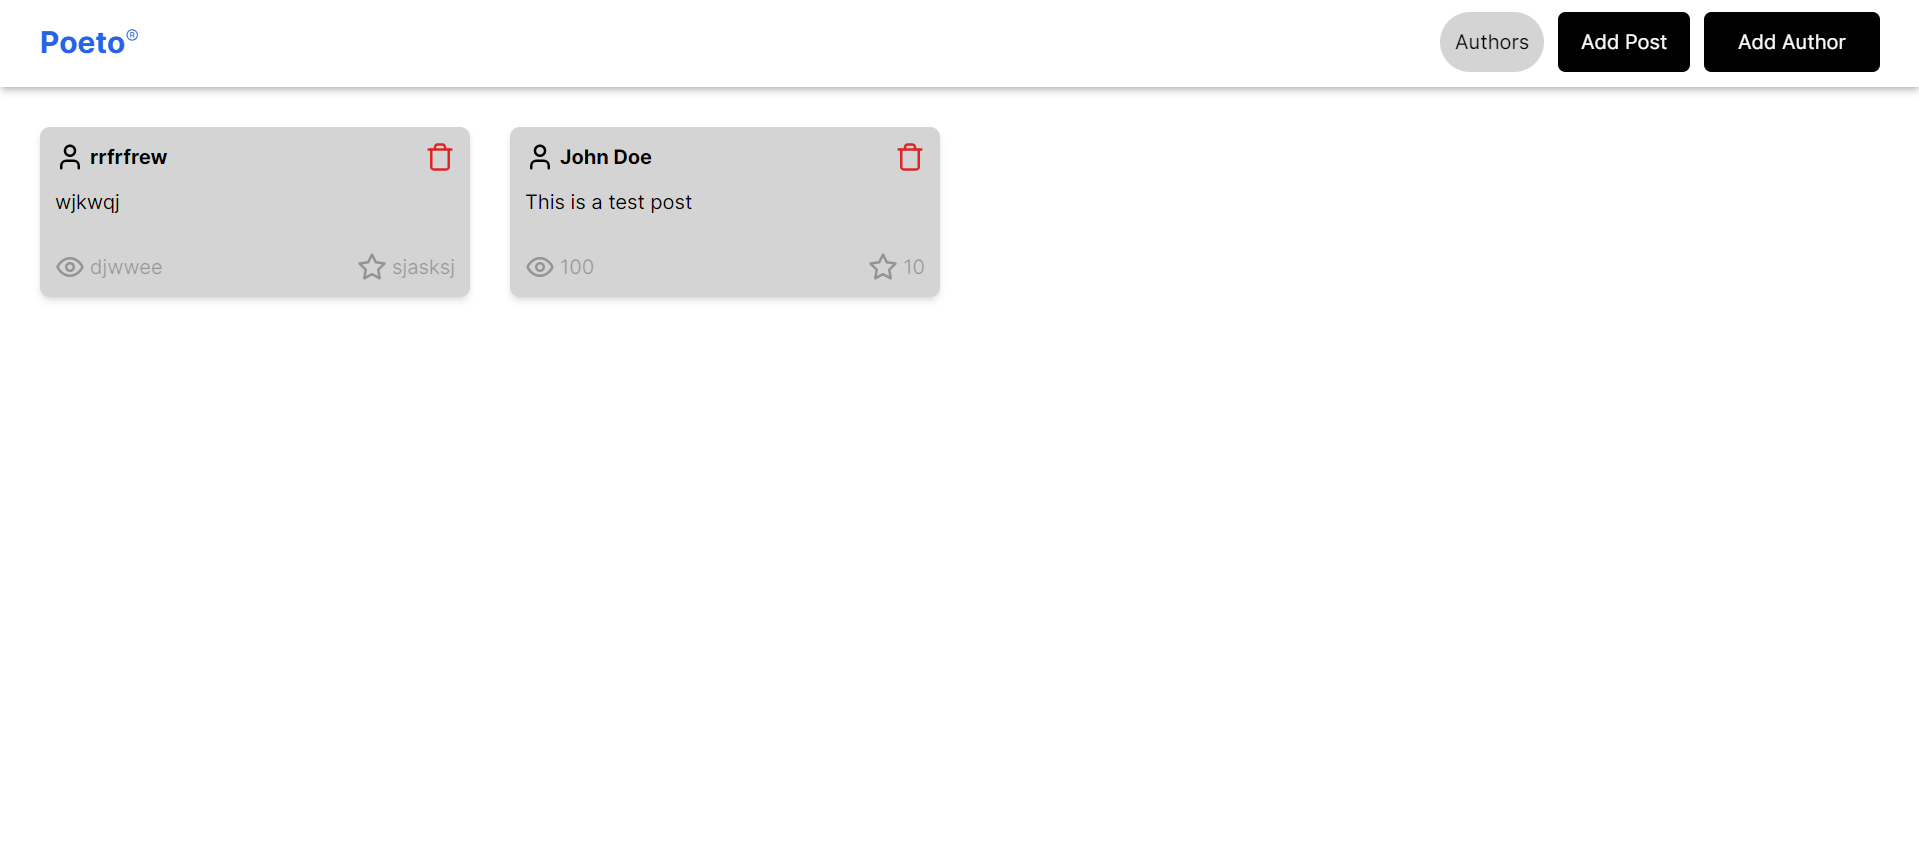 Poeto®
Authors
Add Post
Add Author
rrfrfrew
wjkwqj
djwwee
sjasksj
John Doe
This is a test post
100
10